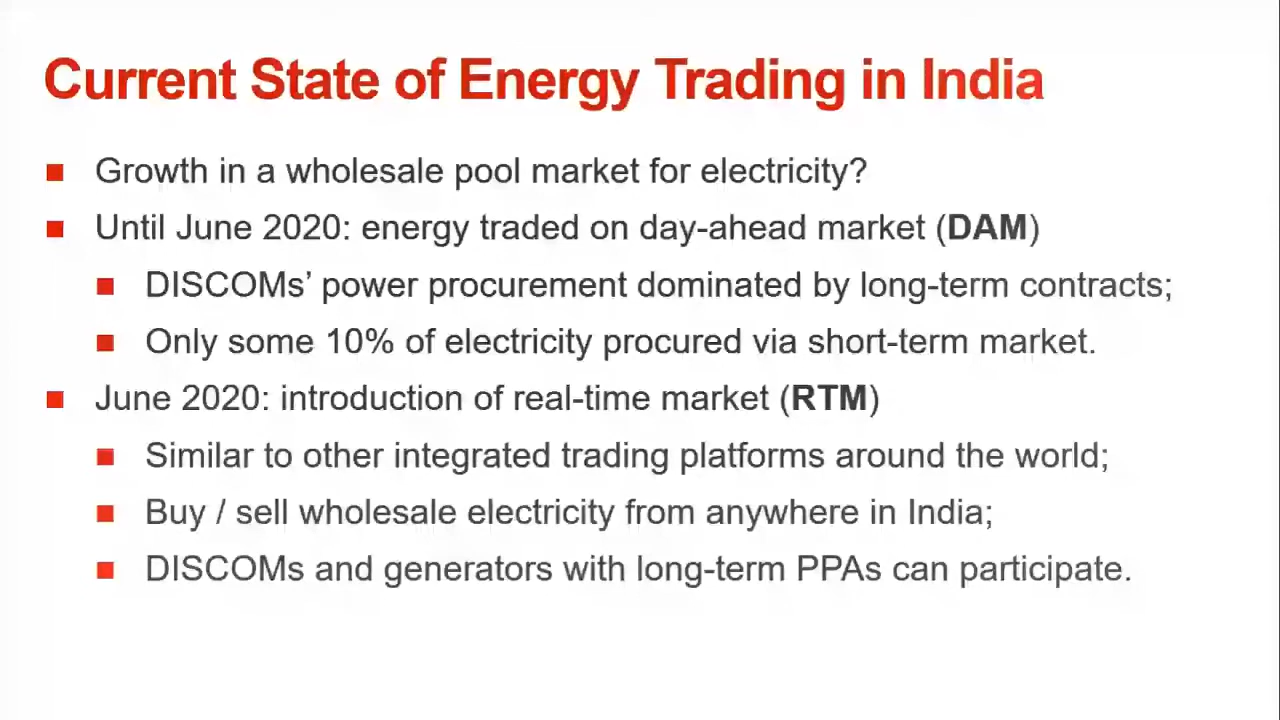 Current State of Energy Trading in India
Growth in a wholesale pool market for electricity?
Until June 2020: energy traded on day-ahead market (DAM)
DISCOMs’ power procurement dominated by long-term contracts;
Only some 10% of electricity procured via short-term market.
June 2020: introduction of real-time market (RTM)
Similar to other integrated trading platforms around the world;
Buy / sell wholesale electricity from anywhere in India;
DISCOMs and generators with long-term PPAs can participate.